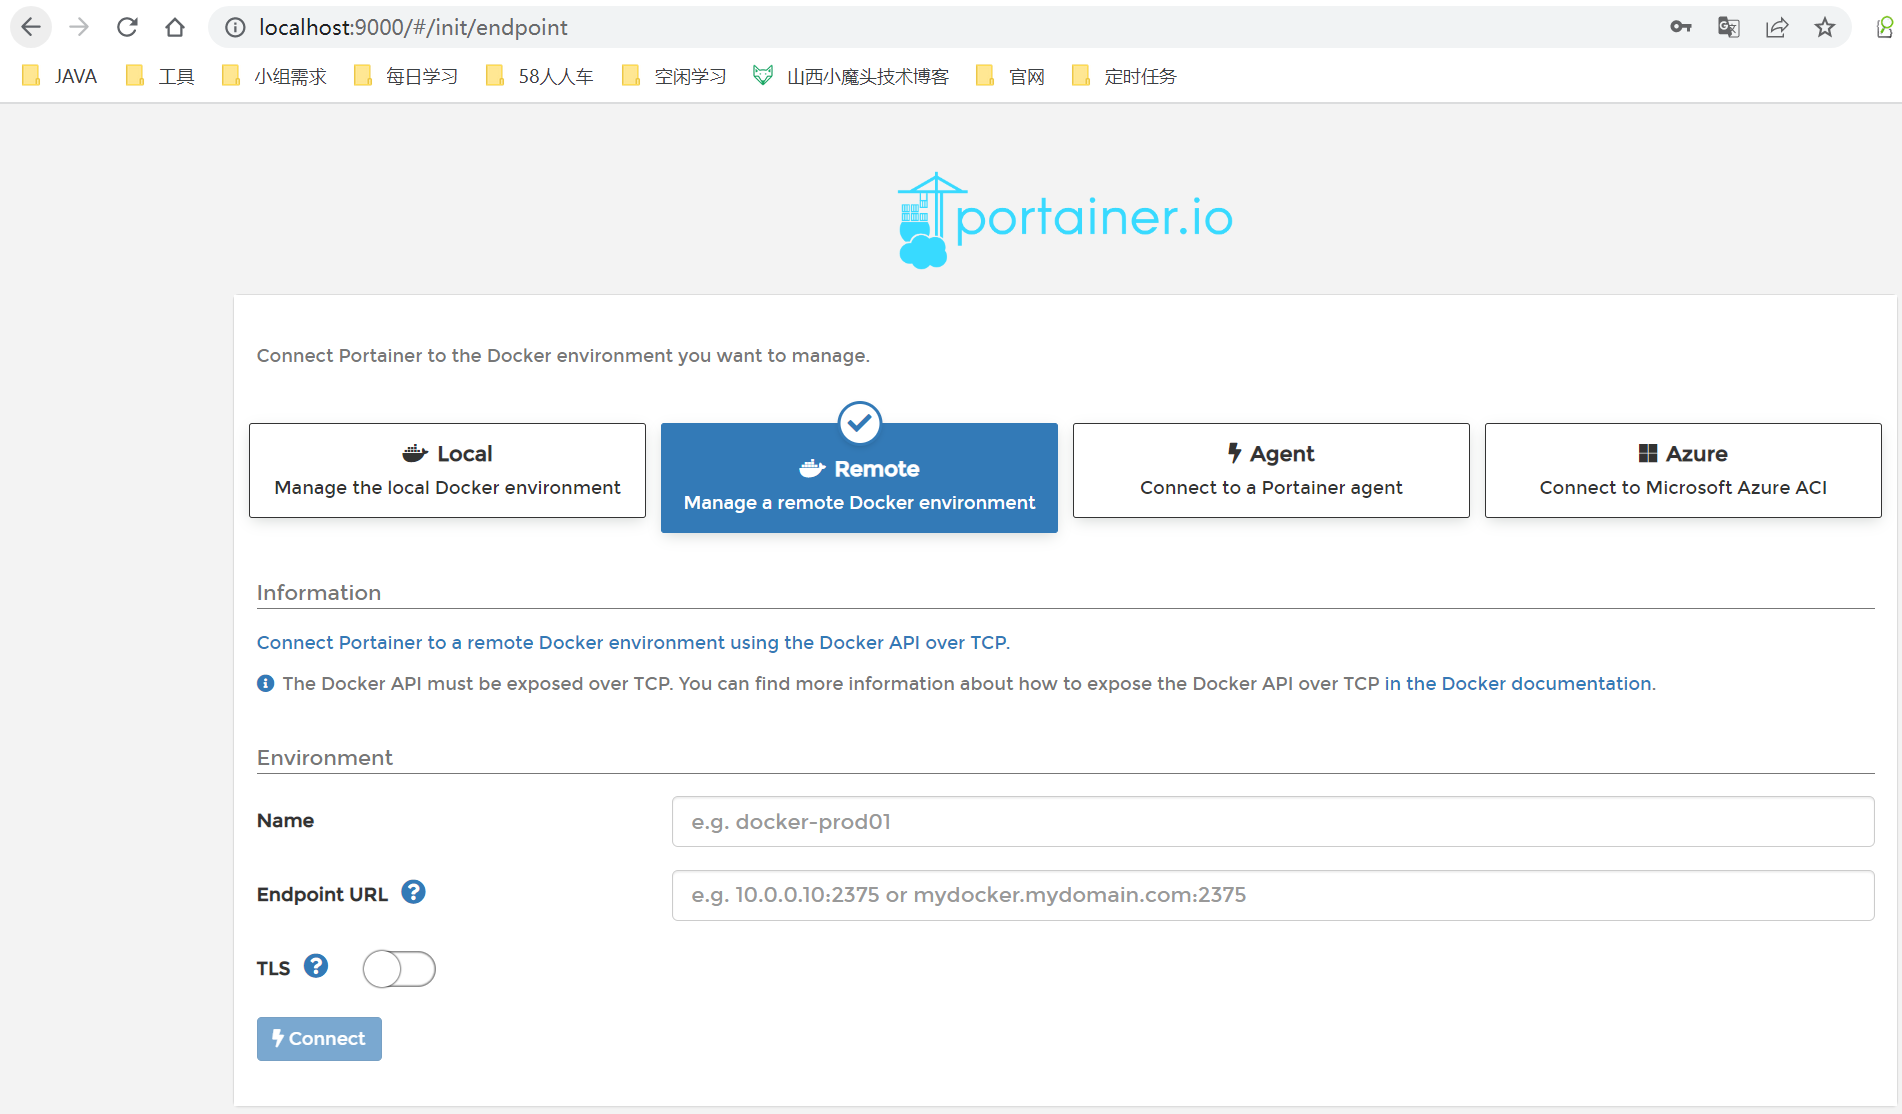 localhost:9000/#/init/endpoint
JAVA 工具 小组需求 每日学习 58人人车 空闲学习 山西小魔头技术博客 官网 定时任务
portainer.io
Connect Portainer to the Docker environment you want to manage.
Local
Manage the local Docker environment
Remote
Manage a remote Docker environment
Agent
Connect to a Portainer agent
Azure
Connect to Microsoft Azure ACI
Information
Connect Portainer to a remote Docker environment using the Docker API over TCP.
The Docker API must be exposed over TCP. You can find more information about how to expose the Docker API over TCP in the Docker documentation.
Environment
Name e.g. docker-prod01
Endpoint URL e.g. 10.0.0.10:2375 or mydocker.mydomain.com:2375
TLS
Connect